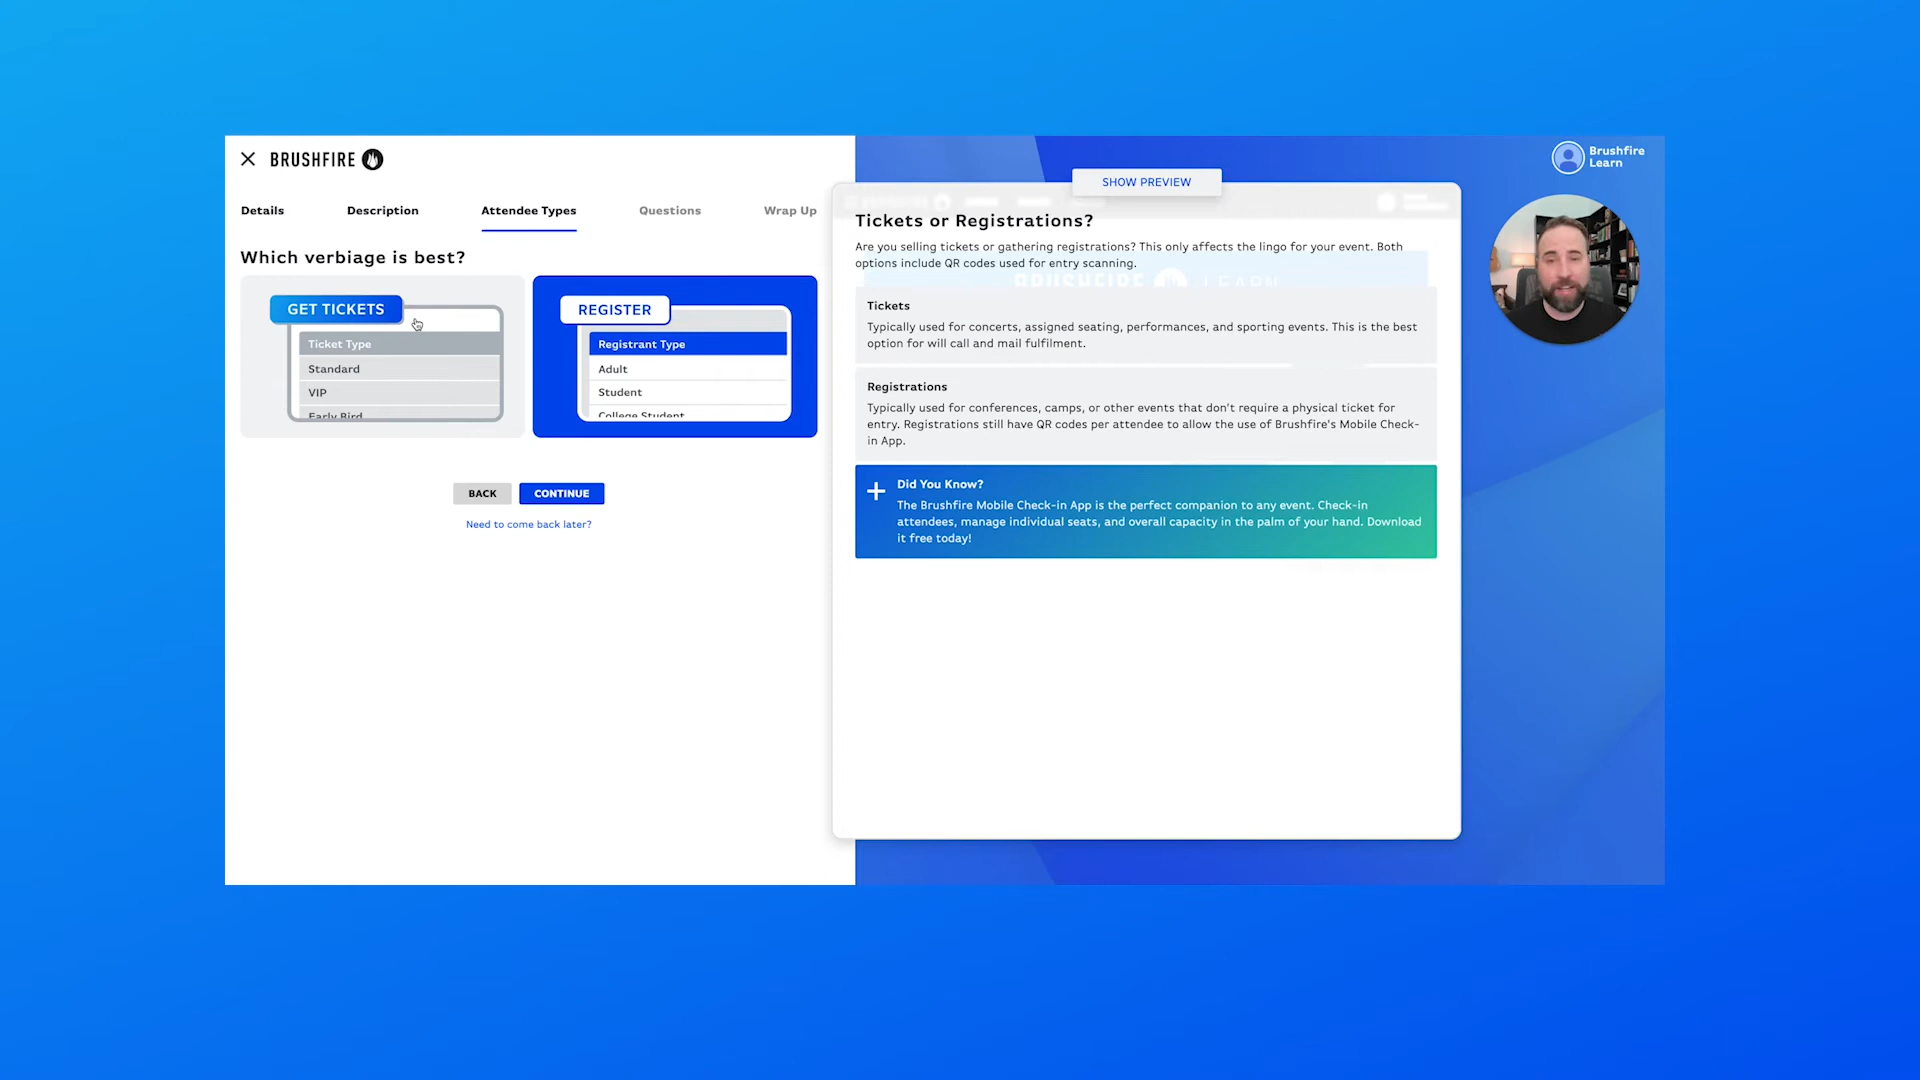 BRUSHFIRE
Details
Description
Attendee Types
Questions
Wrap Up
Which verbiage is best?
GET TICKETS
Ticket Type
Standard
VIP
Early Bird
REGISTER
Registrant Type
Adult
Student
College Student
BACK
CONTINUE
Need to come back later?
SHOW PREVIEW
Tickets or Registrations?
Are you selling tickets or gathering registrations? This only affects the lingo for your event. Both
options include QR codes used for entry scanning.
BRUSHFIRE LEARN
Tickets
Typically used for concerts, assigned seating, performances, and sporting events. This is the best
option for will call and mail fulfilment.
Registrations
Typically used for conferences, camps, or other events that don't require a physical ticket for
entry. Registrations still have QR codes per attendee to allow the use of Brushfire's Mobile Check-
in App.
Did You Know?
The Brushfire Mobile Check-in App is the perfect companion to any event. Check-in
attendees, manage individual seats, and overall capacity in the palm of your hand. Download
it free today!
Brushfire
Learn